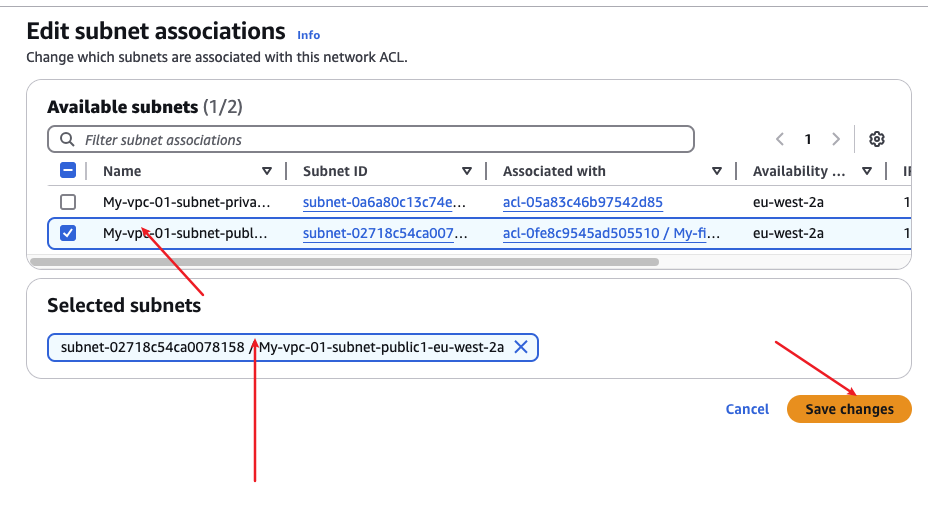 Edit subnet associations Info
Change which subnets are associated with this network ACL.
Available subnets (1/2)
Filter subnet associations
1
Name Subnet ID Associated with Availability ...
My-vpc-01-subnet-priva... subnet-0a6a80c13c74e... acl-05a83c46b97542d85 eu-west-2a 1
My-vpc-01-subnet-publ... subnet-02718c54ca007... acl-0fe8c9545ad505510 / My-fi... eu-west-2a 1
Selected subnets
subnet-02718c54ca0078158 / My-vpc-01-subnet-public1-eu-west-2a
Cancel Save changes